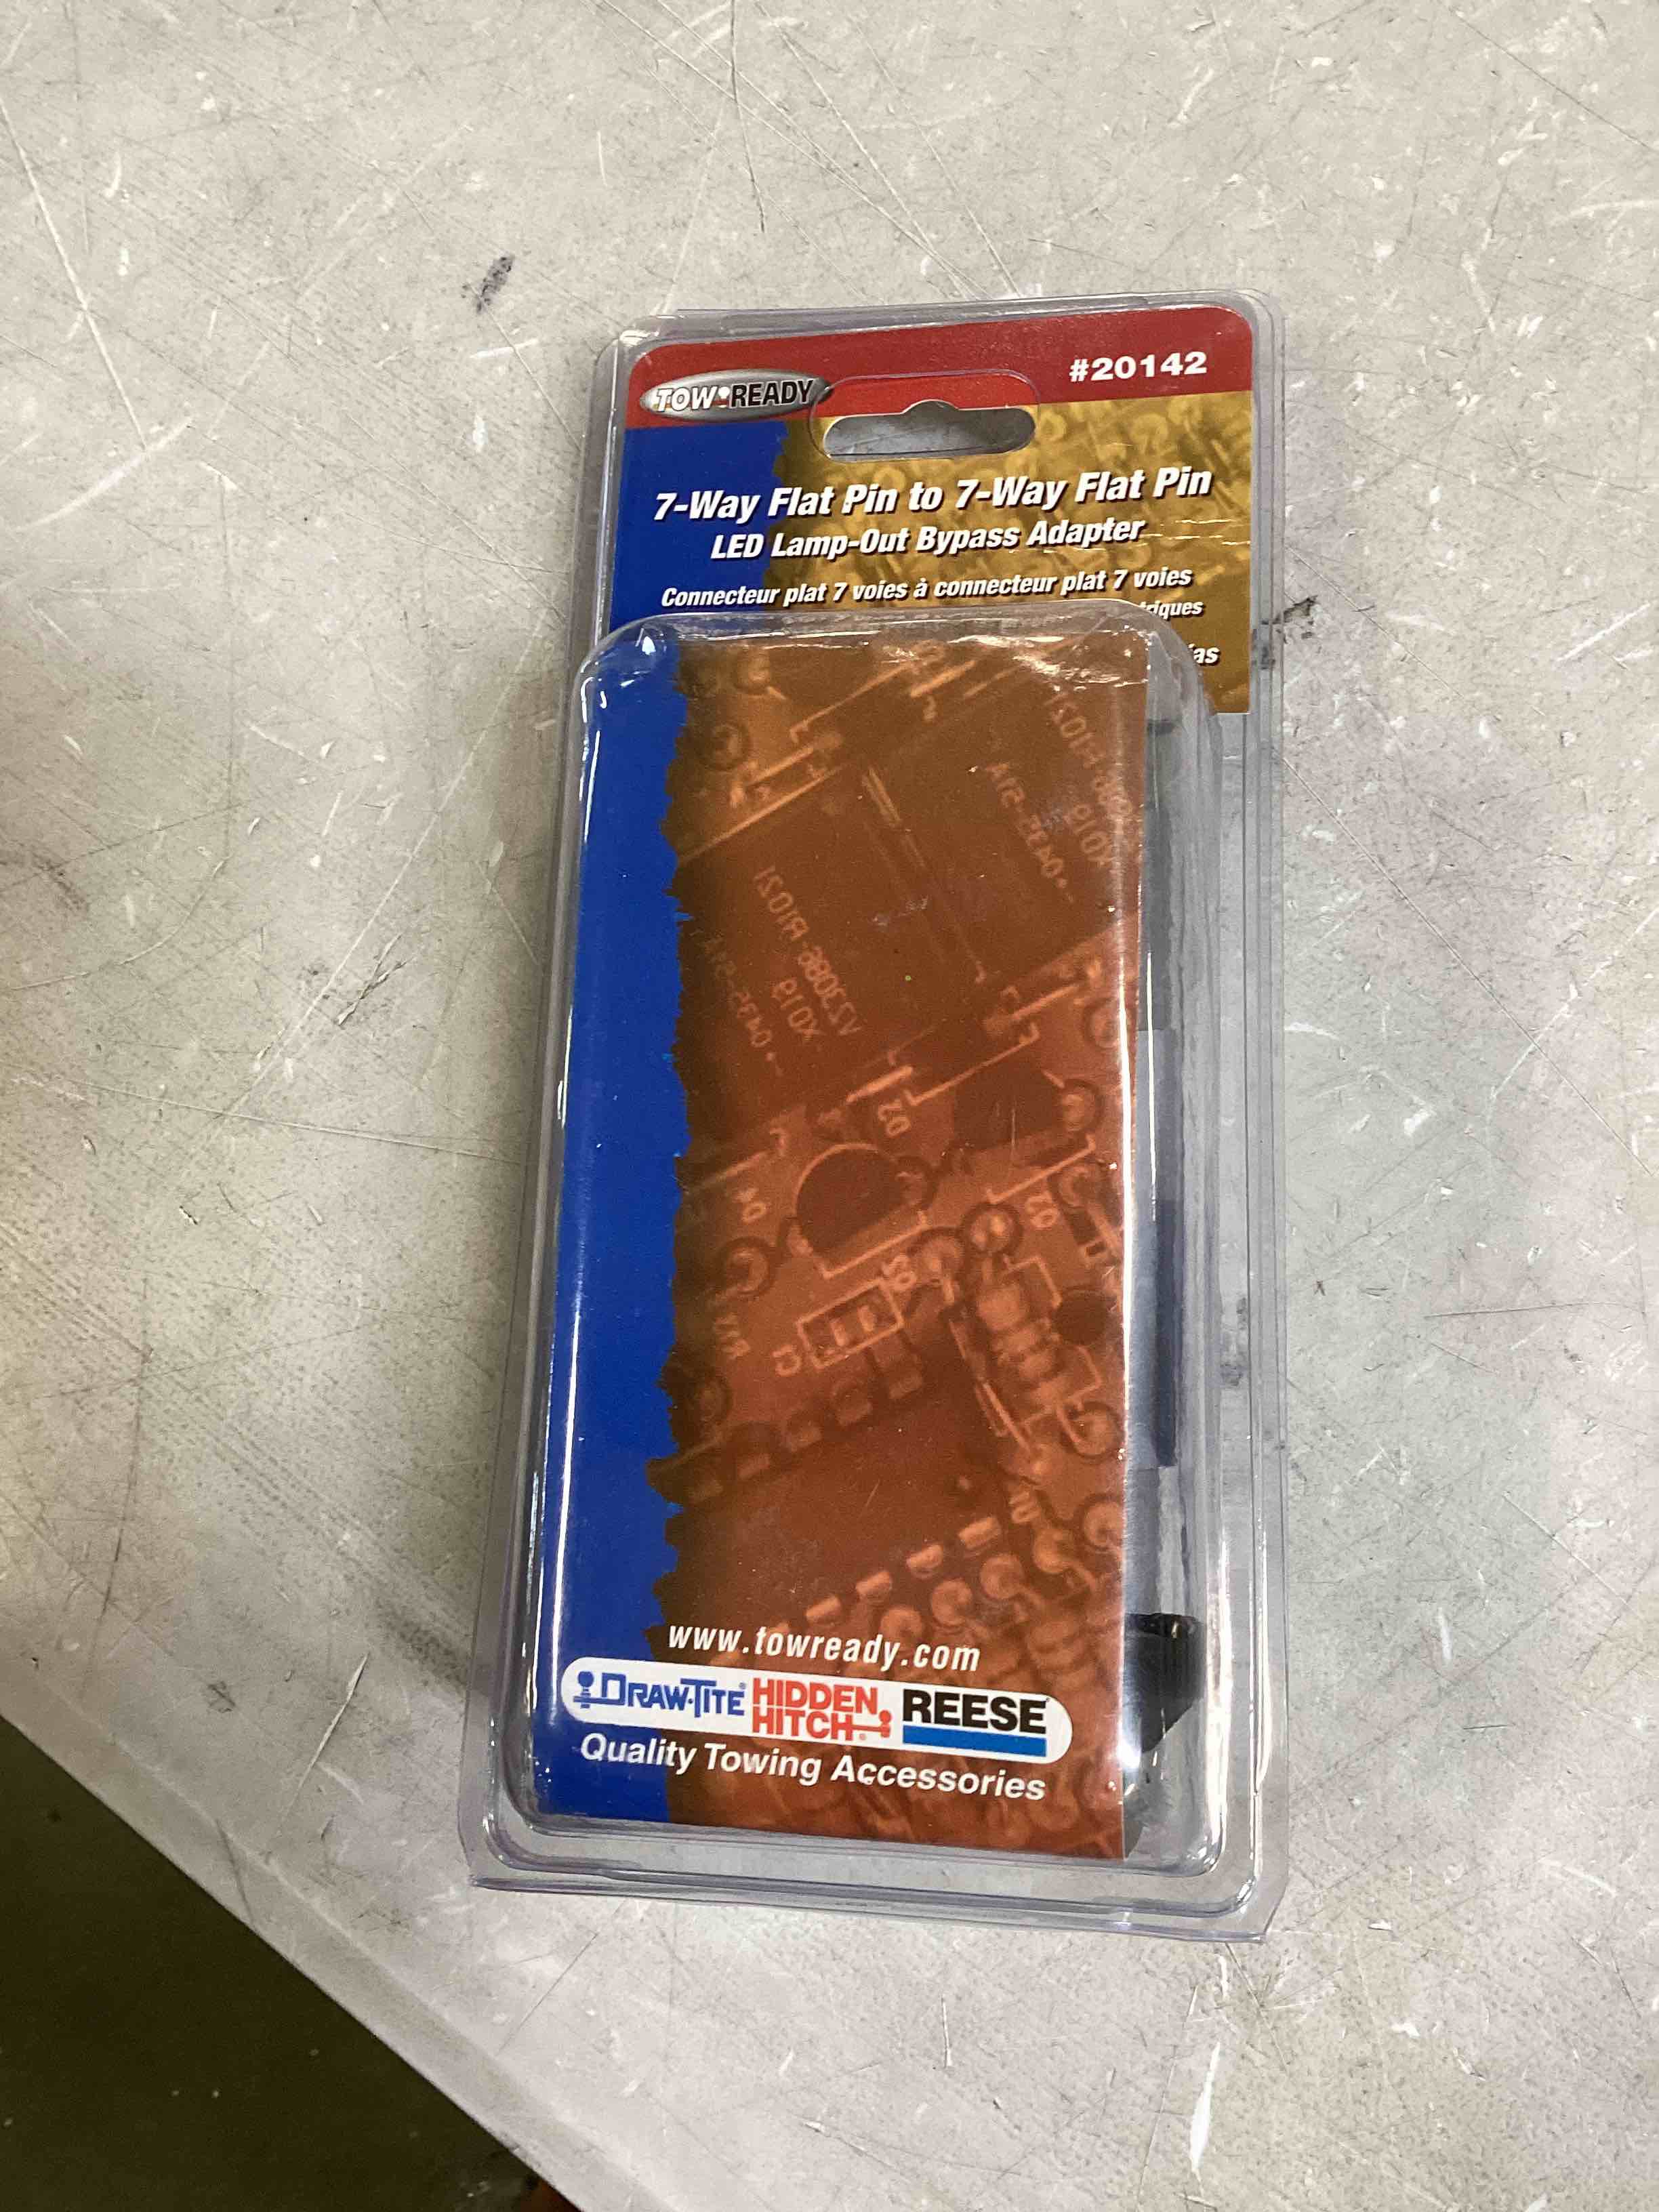 TOW READY
#20142
7-Way Flat Pin to 7-Way Flat Pin
LED Lamp-Out Bypass Adapter
Connecteur plat 7 voies à connecteur plat 7 voies
www.towready.com
DRAW-TITE® HIDDEN HITCH® REESE
Quality Towing Accessories